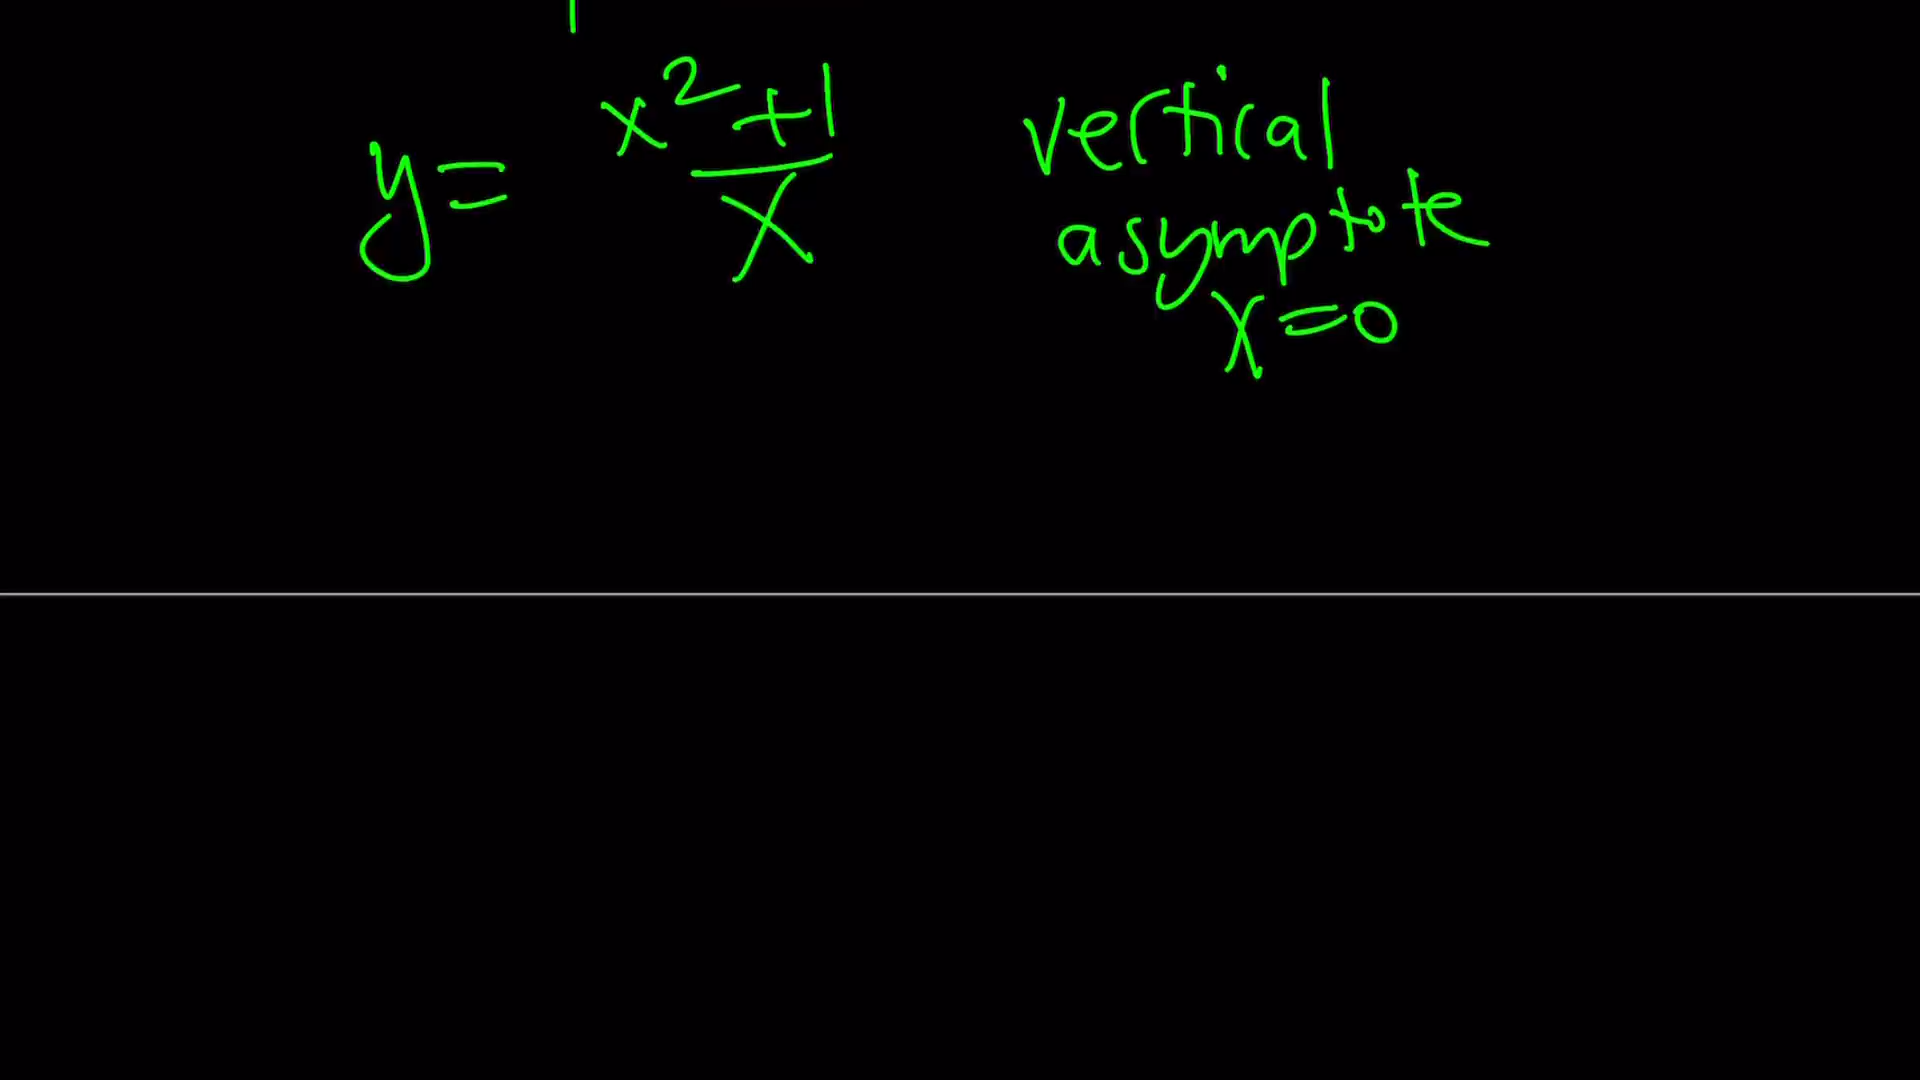 y = x²+1 / x
vertical
asymptote
x=0